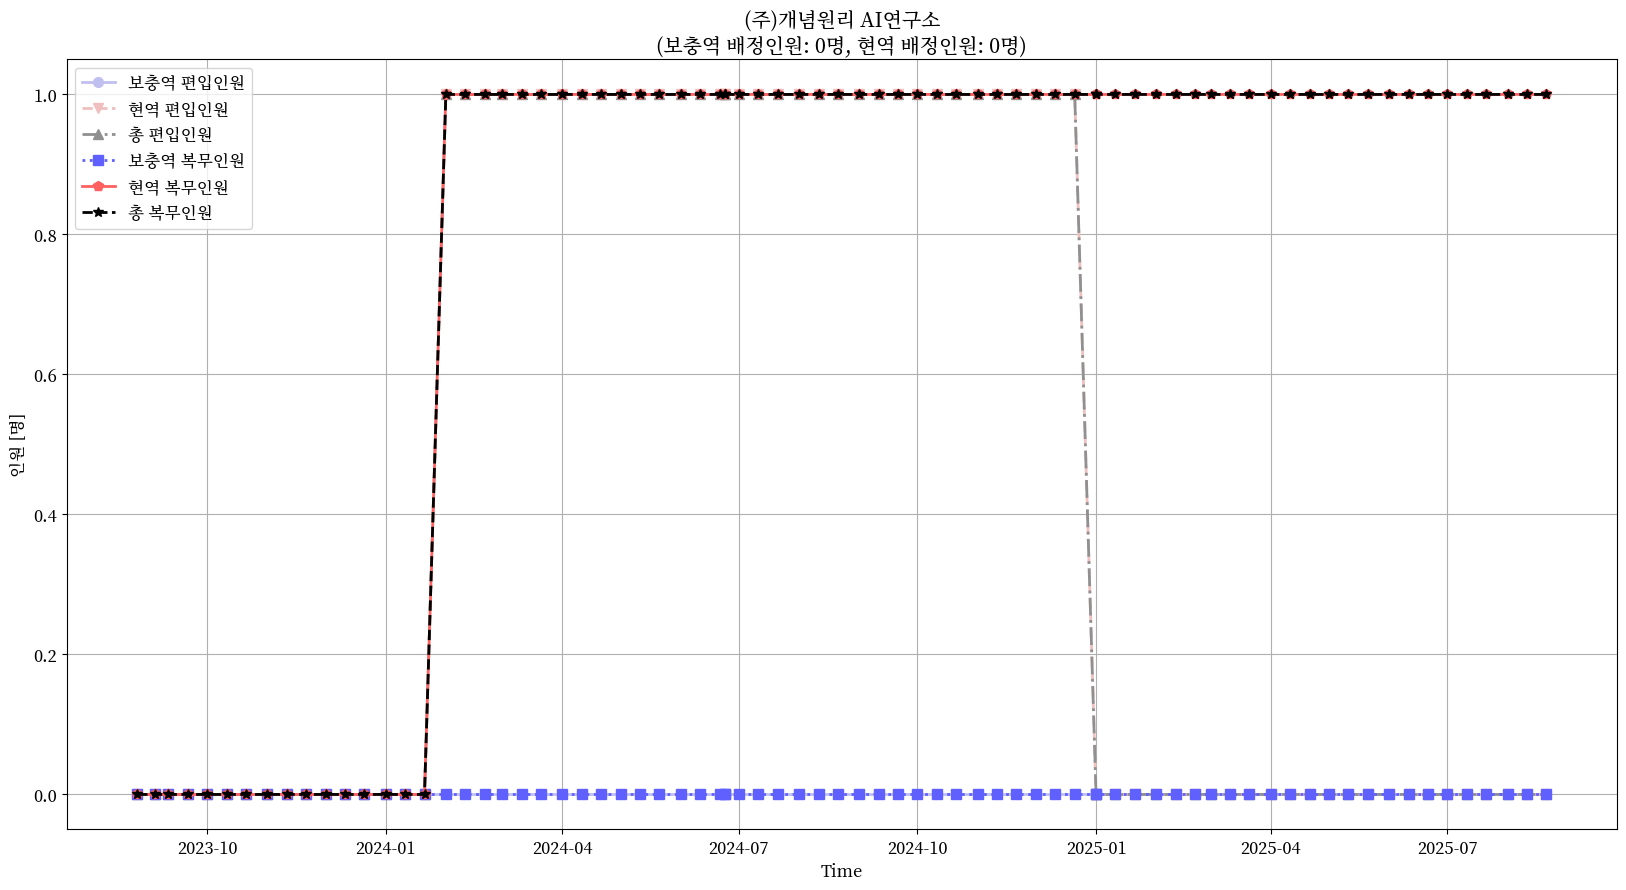 (주)개념원리 AI연구소
(보충역 배정인원: 0명, 현역 배정인원: 0명)
보충역 편입인원
현역 편입인원
총 편입인원
보충역 복무인원
현역 복무인원
총 복무인원
1.0
0.8
0.6
0.4
0.2
0.0
인원 [명]
2023-10
2024-01
2024-04
2024-07
2024-10
2025-01
2025-04
2025-07
Time